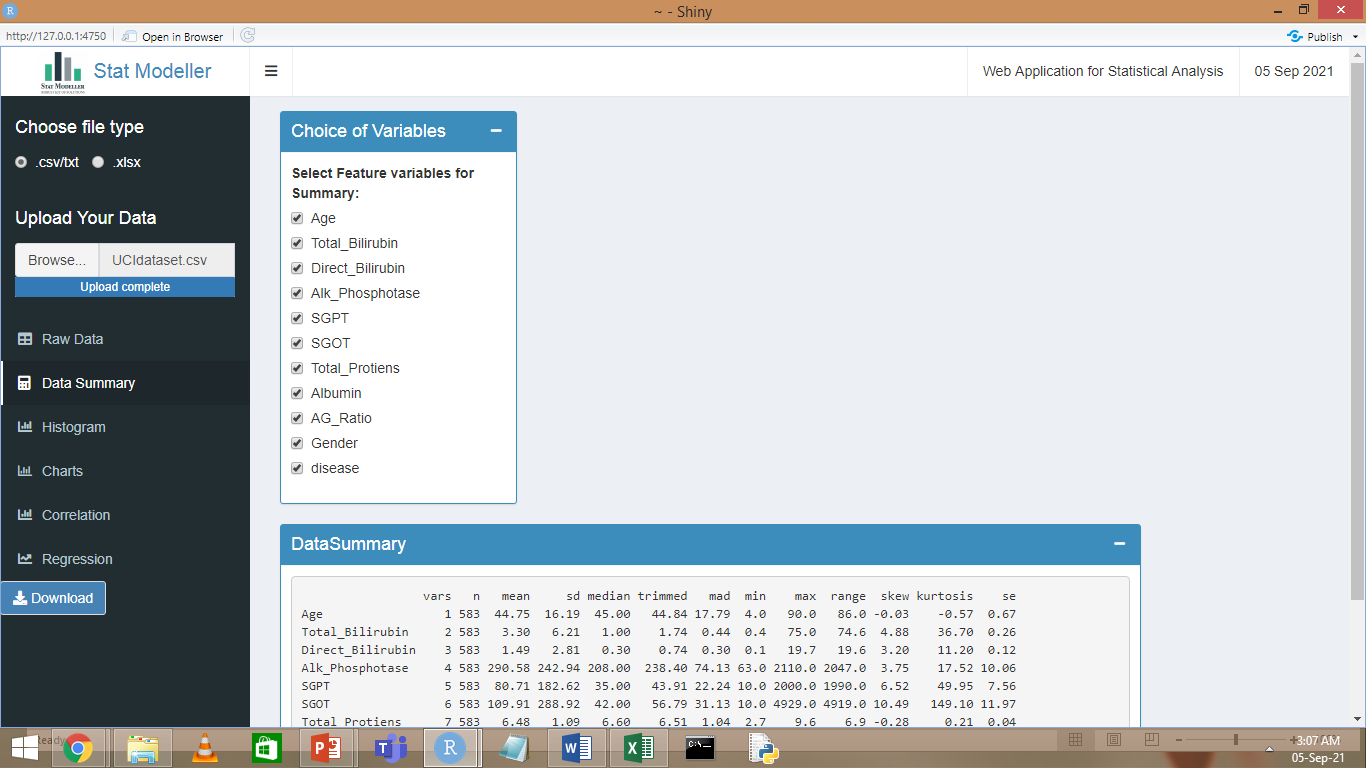 ~ - Shiny
http://127.0.0.1:4750 Open in Browser Publish
STAT MODELLER
Stat Modeller
Web Application for Statistical Analysis 05 Sep 2021
Choose file type
.csv/txt .xlsx
Upload Your Data
Browse... UCIdataset.csv
Upload complete
Raw Data
Data Summary
Histogram
Charts
Correlation
Regression
Download
Choice of Variables
Select Feature variables for
Summary:
Age
Total_Bilirubin
Direct_Bilirubin
Alk_Phosphotase
SGPT
SGOT
Total_Protiens
Albumin
AG_Ratio
Gender
disease
DataSummary
vars n mean sd median trimmed mad min max range skew kurtosis se
Age 1 583 44.75 16.19 45.00 44.84 17.79 4.0 90.0 86.0 -0.03 -0.57 0.67
Total_Bilirubin 2 583 3.30 6.21 1.00 1.74 0.44 0.4 75.0 74.6 4.88 36.70 0.26
Direct_Bilirubin 3 583 1.49 2.81 0.30 0.74 0.30 0.1 19.7 19.6 3.20 11.20 0.12
Alk_Phosphotase 4 583 290.58 242.94 208.00 238.40 74.13 63.0 2110.0 2047.0 3.75 17.52 10.06
SGPT 5 583 80.71 182.62 35.00 43.91 22.24 10.0 2000.0 1990.0 6.52 49.95 7.56
SGOT 6 583 109.91 288.92 42.00 56.79 31.13 10.0 4929.0 4919.0 10.49 149.10 11.97
Total_Protiens 7 583 6.48 1.09 6.60 6.51 1.04 2.7 9.6 6.9 -0.28 0.21 0.04
Ready
3:07 AM
05-Sep-21